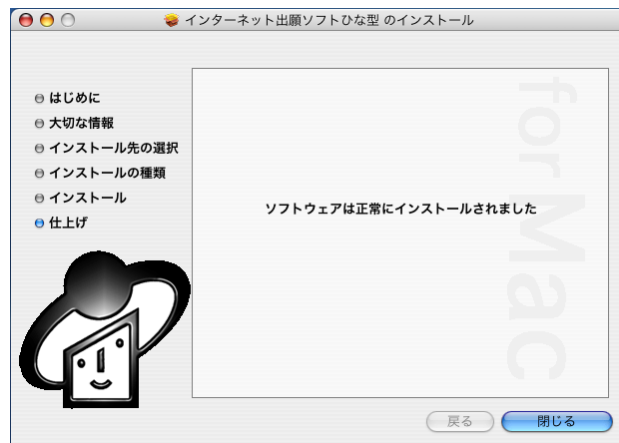 インターネット出願ソフトひな型 のインストール
はじめに
大切な情報
インストール先の選択
インストールの種類
インストール
仕上げ
ソフトウェアは正常にインストールされました
for Mac
戻る
閉じる